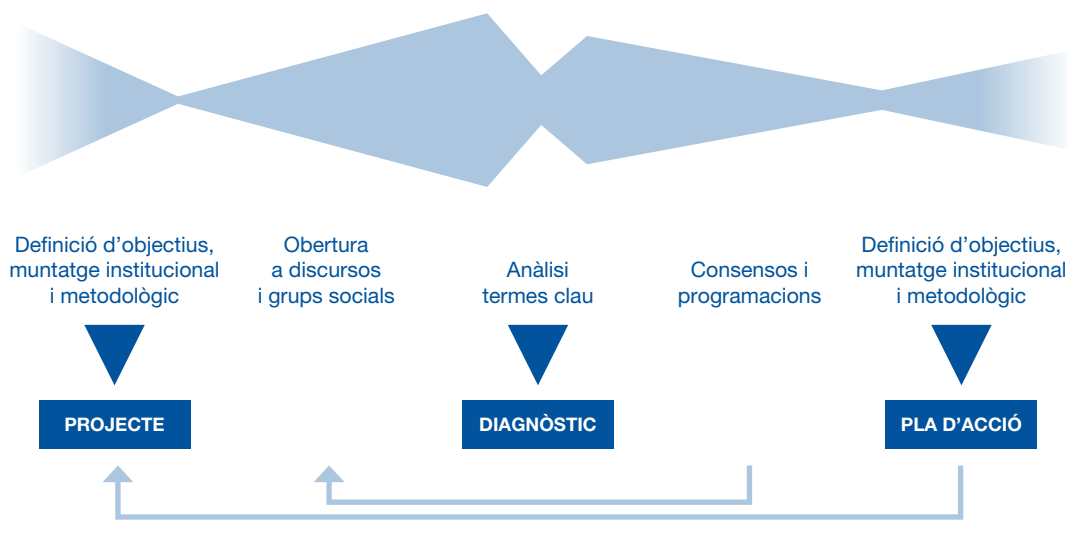 Definició d'objectius,
muntatge institucional
i metodològic
Obertura
a discursos
i grups socials
Anàlisi
termes clau
Consensos i
programacions
Definició d'objectius,
muntatge institucional
i metodològic
PROJECTE
DIAGNÒSTIC
PLA D'ACCIÓ